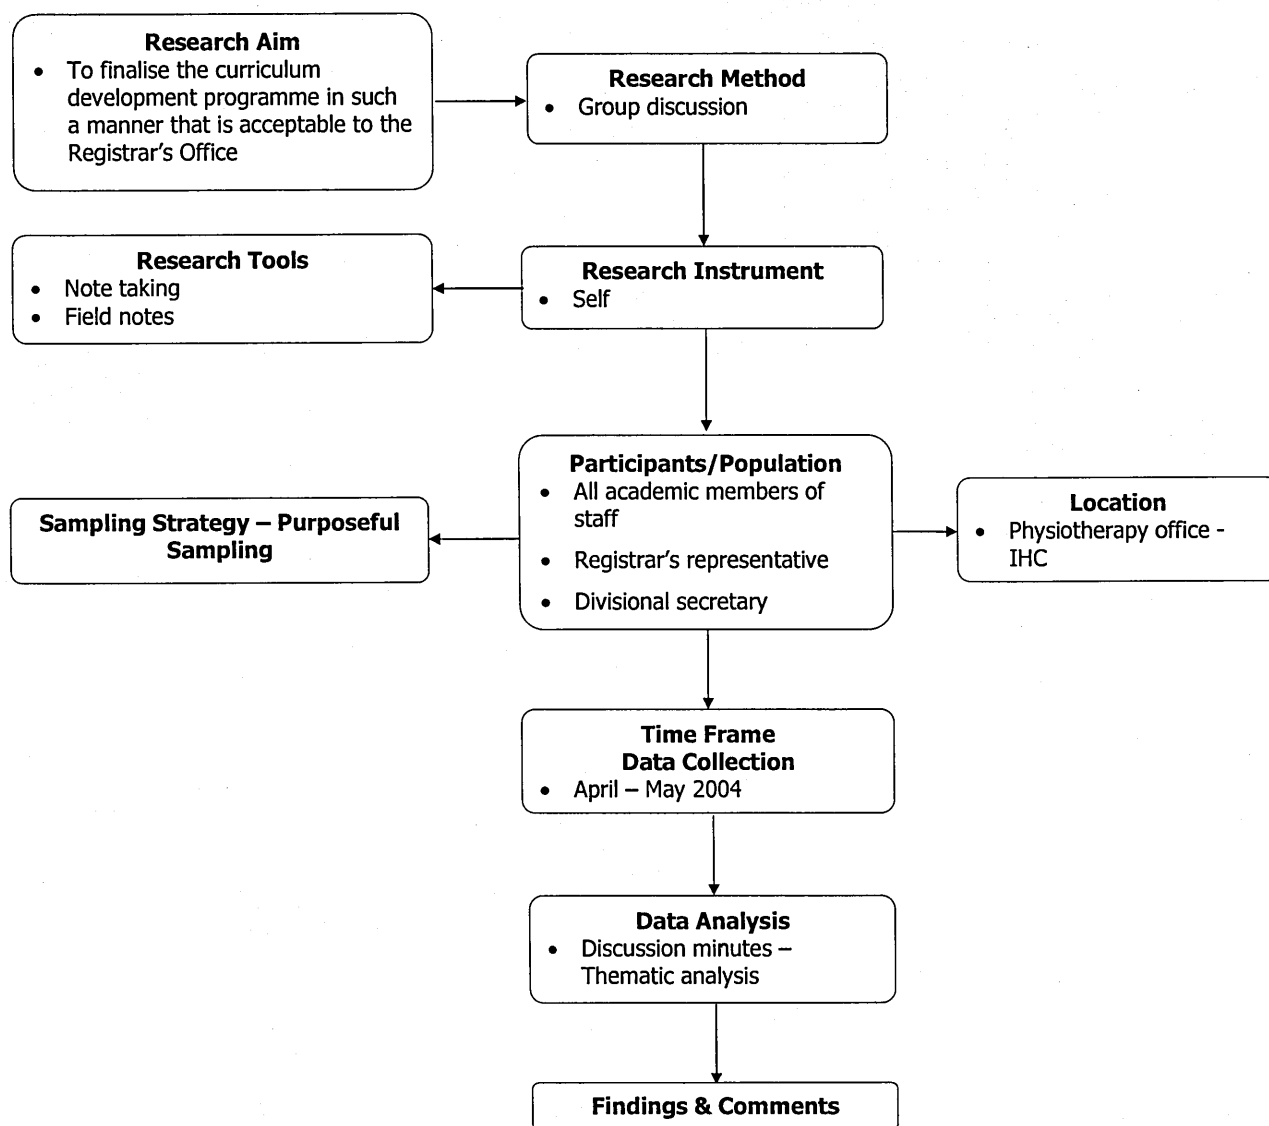 Research Aim
• To finalise the curriculum
development programme in such
a manner that is acceptable to the
Registrar's Office
Research Method
• Group discussion
Research Tools
• Note taking
• Field notes
Research Instrument
• Self
Participants/Population
• All academic members of
staff
• Registrar's representative
• Divisional secretary
Sampling Strategy – Purposeful
Sampling
Location
• Physiotherapy office -
IHC
Time Frame
Data Collection
• April – May 2004
Data Analysis
• Discussion minutes –
Thematic analysis
Findings & Comments